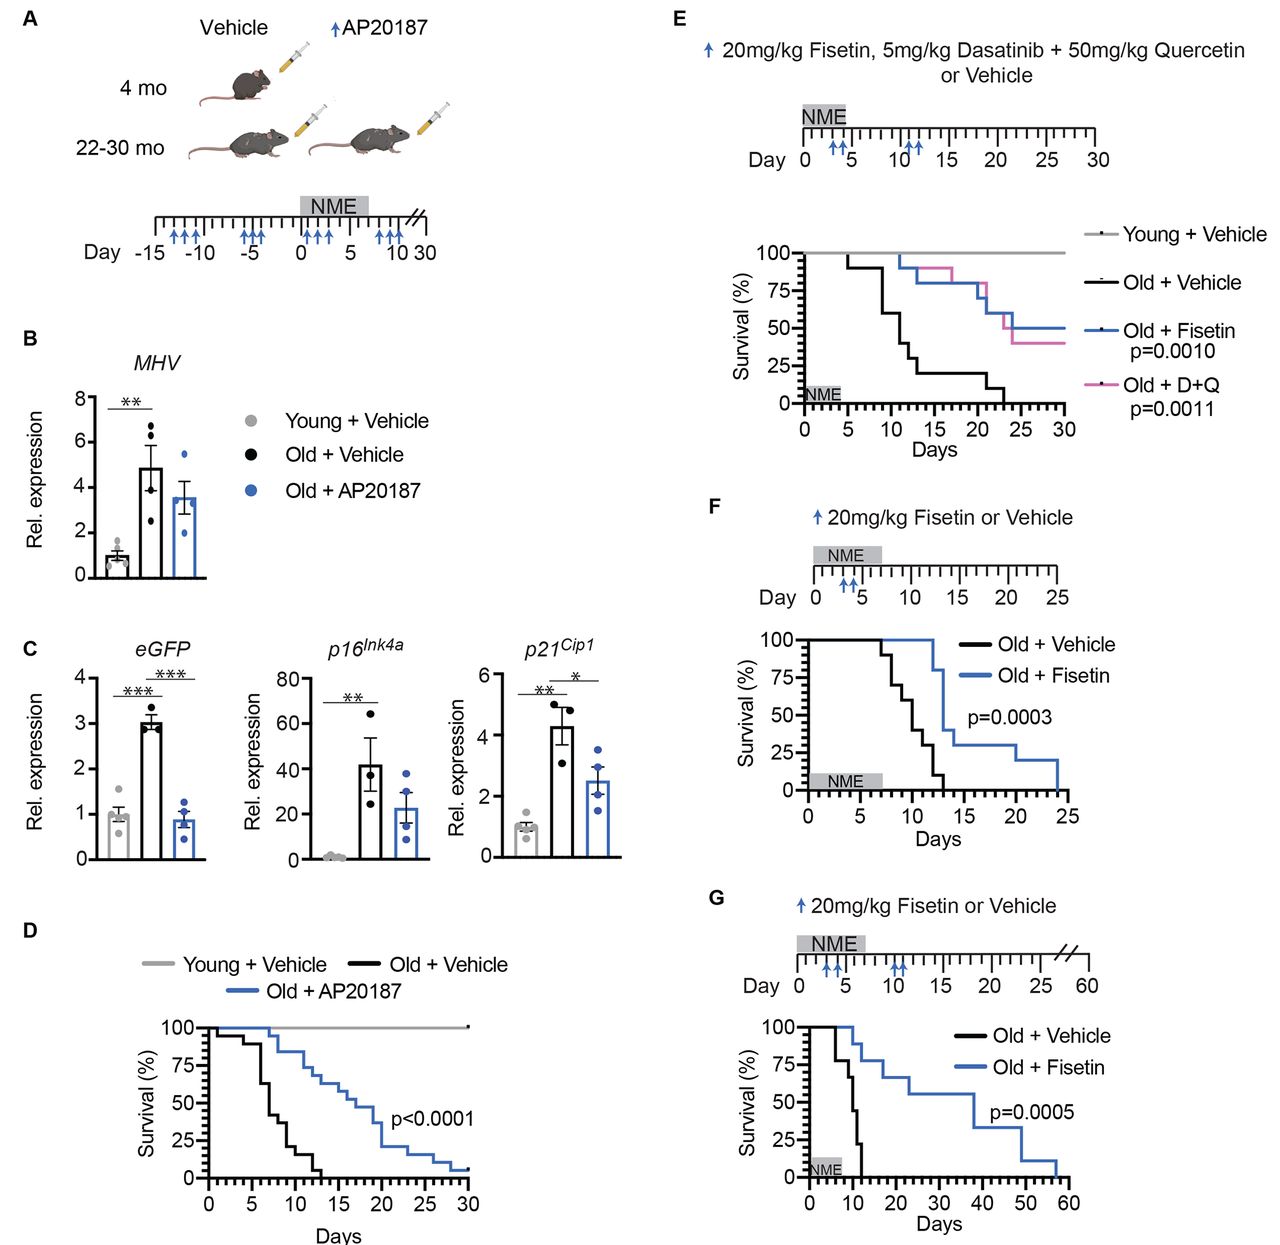 A
Vehicle
AP20187
4 mo
22-30 mo
NME
Day -15 -10 -5 0 5 10 30
B
MHV
**
8
6
4
2
0
Rel. expression
Young + Vehicle
Old + Vehicle
Old + AP20187
C
eGFP
***
***
4
3
2
1
0
Rel. expression
p16Ink4a
**
80
60
40
20
0
Rel. expression
p21Cip1
*
**
6
4
2
0
Rel. expression
D
Young + Vehicle Old + Vehicle
Old + AP20187
100
75
50
25
0
Survival (%)
p<0.0001
0 5 10 15 20 25 30
Days
E
20mg/kg Fisetin, 5mg/kg Dasatinib + 50mg/kg Quercetin
or Vehicle
NME
Day 0 5 10 15 20 25 30
100
75
50
25
0
Survival (%)
NME
0 5 10 15 20 25 30
Days
Young + Vehicle
Old + Vehicle
Old + Fisetin
p=0.0010
Old + D+Q
p=0.0011
F
20mg/kg Fisetin or Vehicle
NME
Day 0 5 10 15 20 25
100
75
50
25
0
Survival (%)
Old + Vehicle
Old + Fisetin
p=0.0003
NME
0 5 10 15 20 25
Days
G
20mg/kg Fisetin or Vehicle
NME
Day 0 5 10 15 20 25 60
100
75
50
25
0
Survival (%)
Old + Vehicle
Old + Fisetin
p=0.0005
NME
0 10 20 30 40 50 60
Days